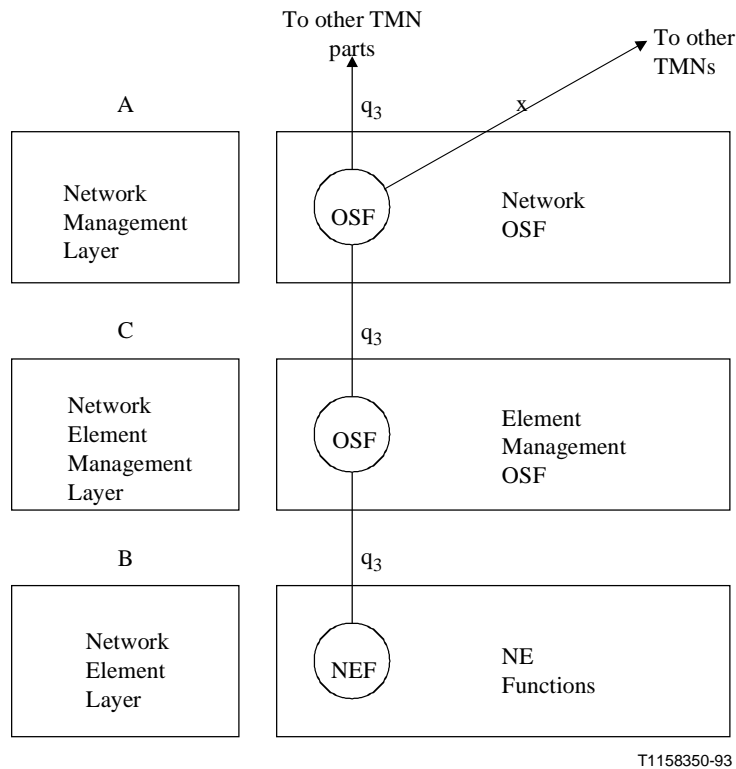 To other TMN
parts
To other
TMNs
A
q3
x
Network
Management
Layer
OSF
Network
OSF
C
q3
Network
Element
Management
Layer
OSF
Element
Management
OSF
B
q3
Network
Element
Layer
NEF
NE
Functions
T1158350-93